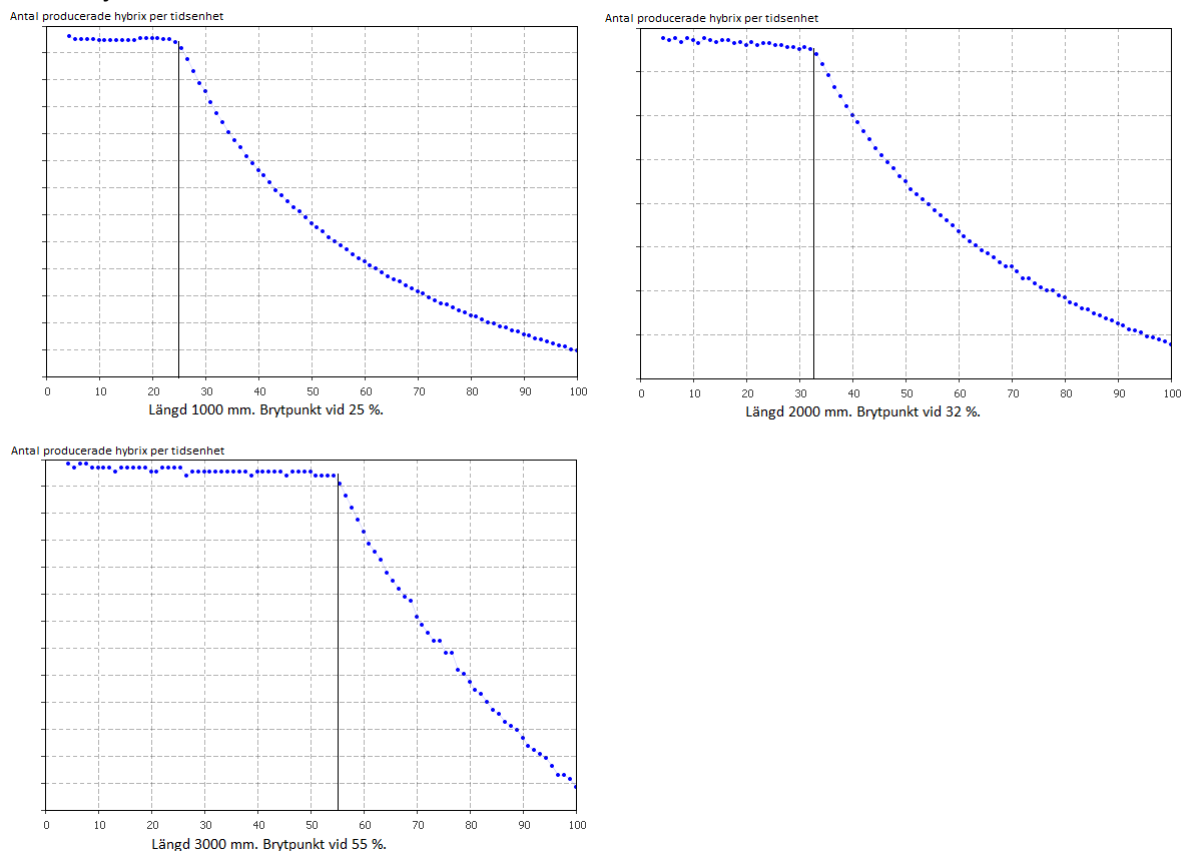 Antal producerade hybrix per tidsenhet
0 10 20 30 40 50 60 70 80 90 100
Längd 1000 mm. Brytpunkt vid 25 %.
Antal producerade hybrix per tidsenhet
0 10 20 30 40 50 60 70 80 90 100
Längd 2000 mm. Brytpunkt vid 32 %.
Antal producerade hybrix per tidsenhet
0 10 20 30 40 50 60 70 80 90 100
Längd 3000 mm. Brytpunkt vid 55 %.